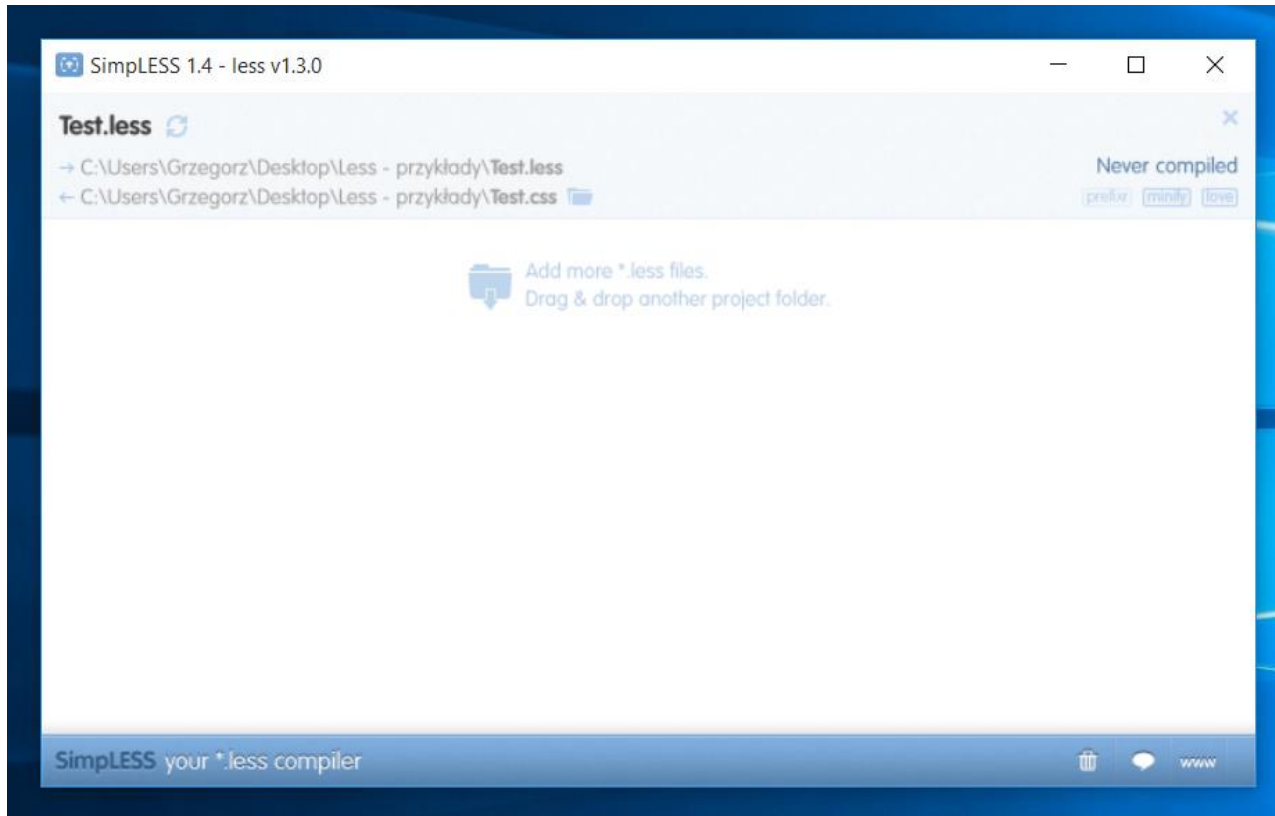 SimpLESS 1.4 - less v1.3.0
Test.less
→ C:\Users\Grzegorz\Desktop\Less - przykłady\Test.less
← C:\Users\Grzegorz\Desktop\Less - przykłady\Test.css
Never compiled
prefixr minify love
Add more *.less files.
Drag & drop another project folder.
SimpLESS your *.less compiler
www